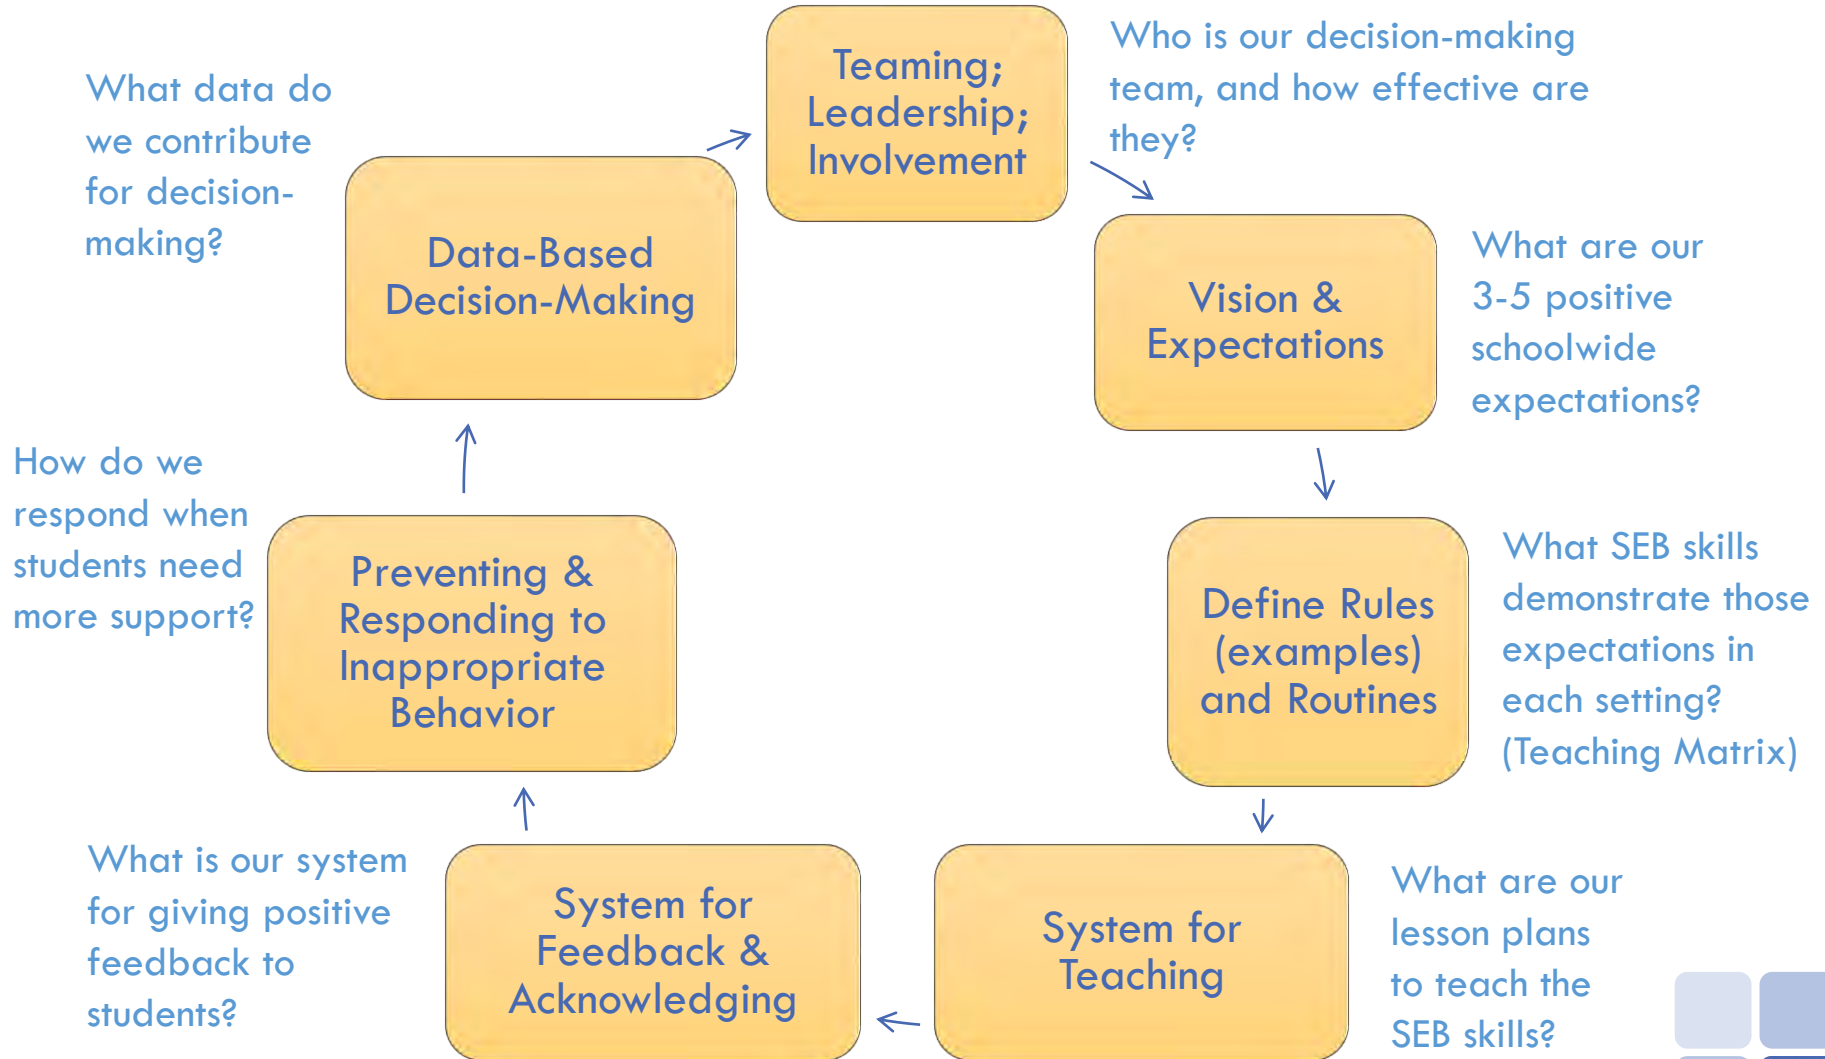 Teaming;
Leadership;
Involvement
Who is our decision-making
team, and how effective are
they?
Vision &
Expectations
What are our
3-5 positive
schoolwide
expectations?
Define Rules
(examples)
and Routines
What SEB skills
demonstrate those
expectations in
each setting?
(Teaching Matrix)
System for
Teaching
What are our
lesson plans
to teach the
SEB skills?
System for
Feedback &
Acknowledging
What is our system
for giving positive
feedback to
students?
Preventing &
Responding to
Inappropriate
Behavior
How do we
respond when
students need
more support?
Data-Based
Decision-Making
What data do
we contribute
for decision-
making?